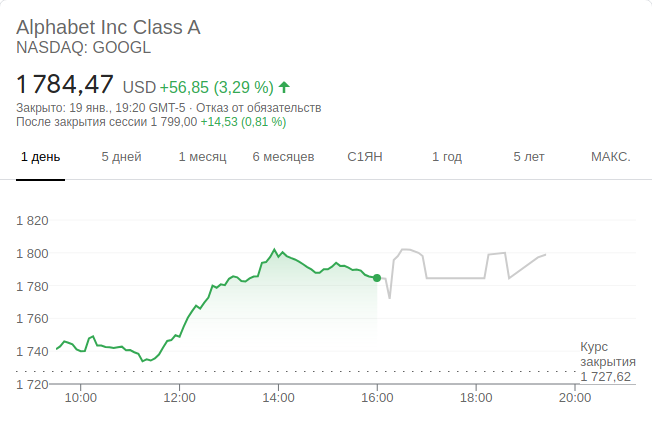 Alphabet Inc Class A
NASDAQ: GOOGL
1 784,47 USD +56,85 (3,29 %)
Закрыто: 19 янв., 19:20 GMT-5 · Отказ от обязательств
После закрытия сессии 1 799,00 +14,53 (0,81 %)
1 день 5 дней 1 месяц 6 месяцев С1ЯН 1 год 5 лет МАКС.
1 820
1 800
1 780
1 760
1 740
Курс
закрытия
1 727,62
1 720
10:00 12:00 14:00 16:00 18:00 20:00